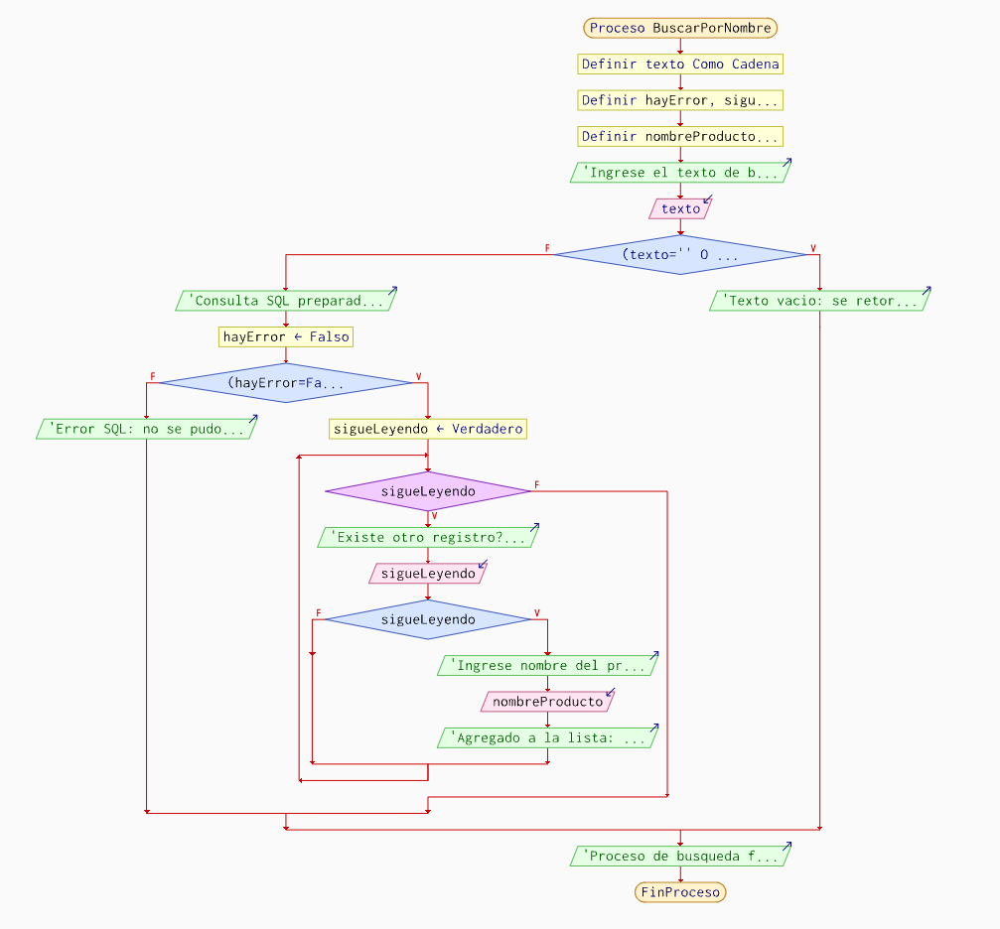 Proceso BuscarPorNombre
Definir texto Como Cadena
Definir hayError, sigu...
Definir nombreProducto...
'Ingrese el texto de b...
texto
(texto='' O ...
F
V
'Consulta SQL preparad...
'Texto vacio: se retor...
hayError ← Falso
(hayError=Fa...
F
V
'Error SQL: no se pudo...
sigueLeyendo ← Verdadero
sigueLeyendo
F
V
'Existe otro registro?...
sigueLeyendo
sigueLeyendo
F
V
'Ingrese nombre del pr...
nombreProducto
'Agregado a la lista: ...
'Proceso de busqueda f...
FinProceso